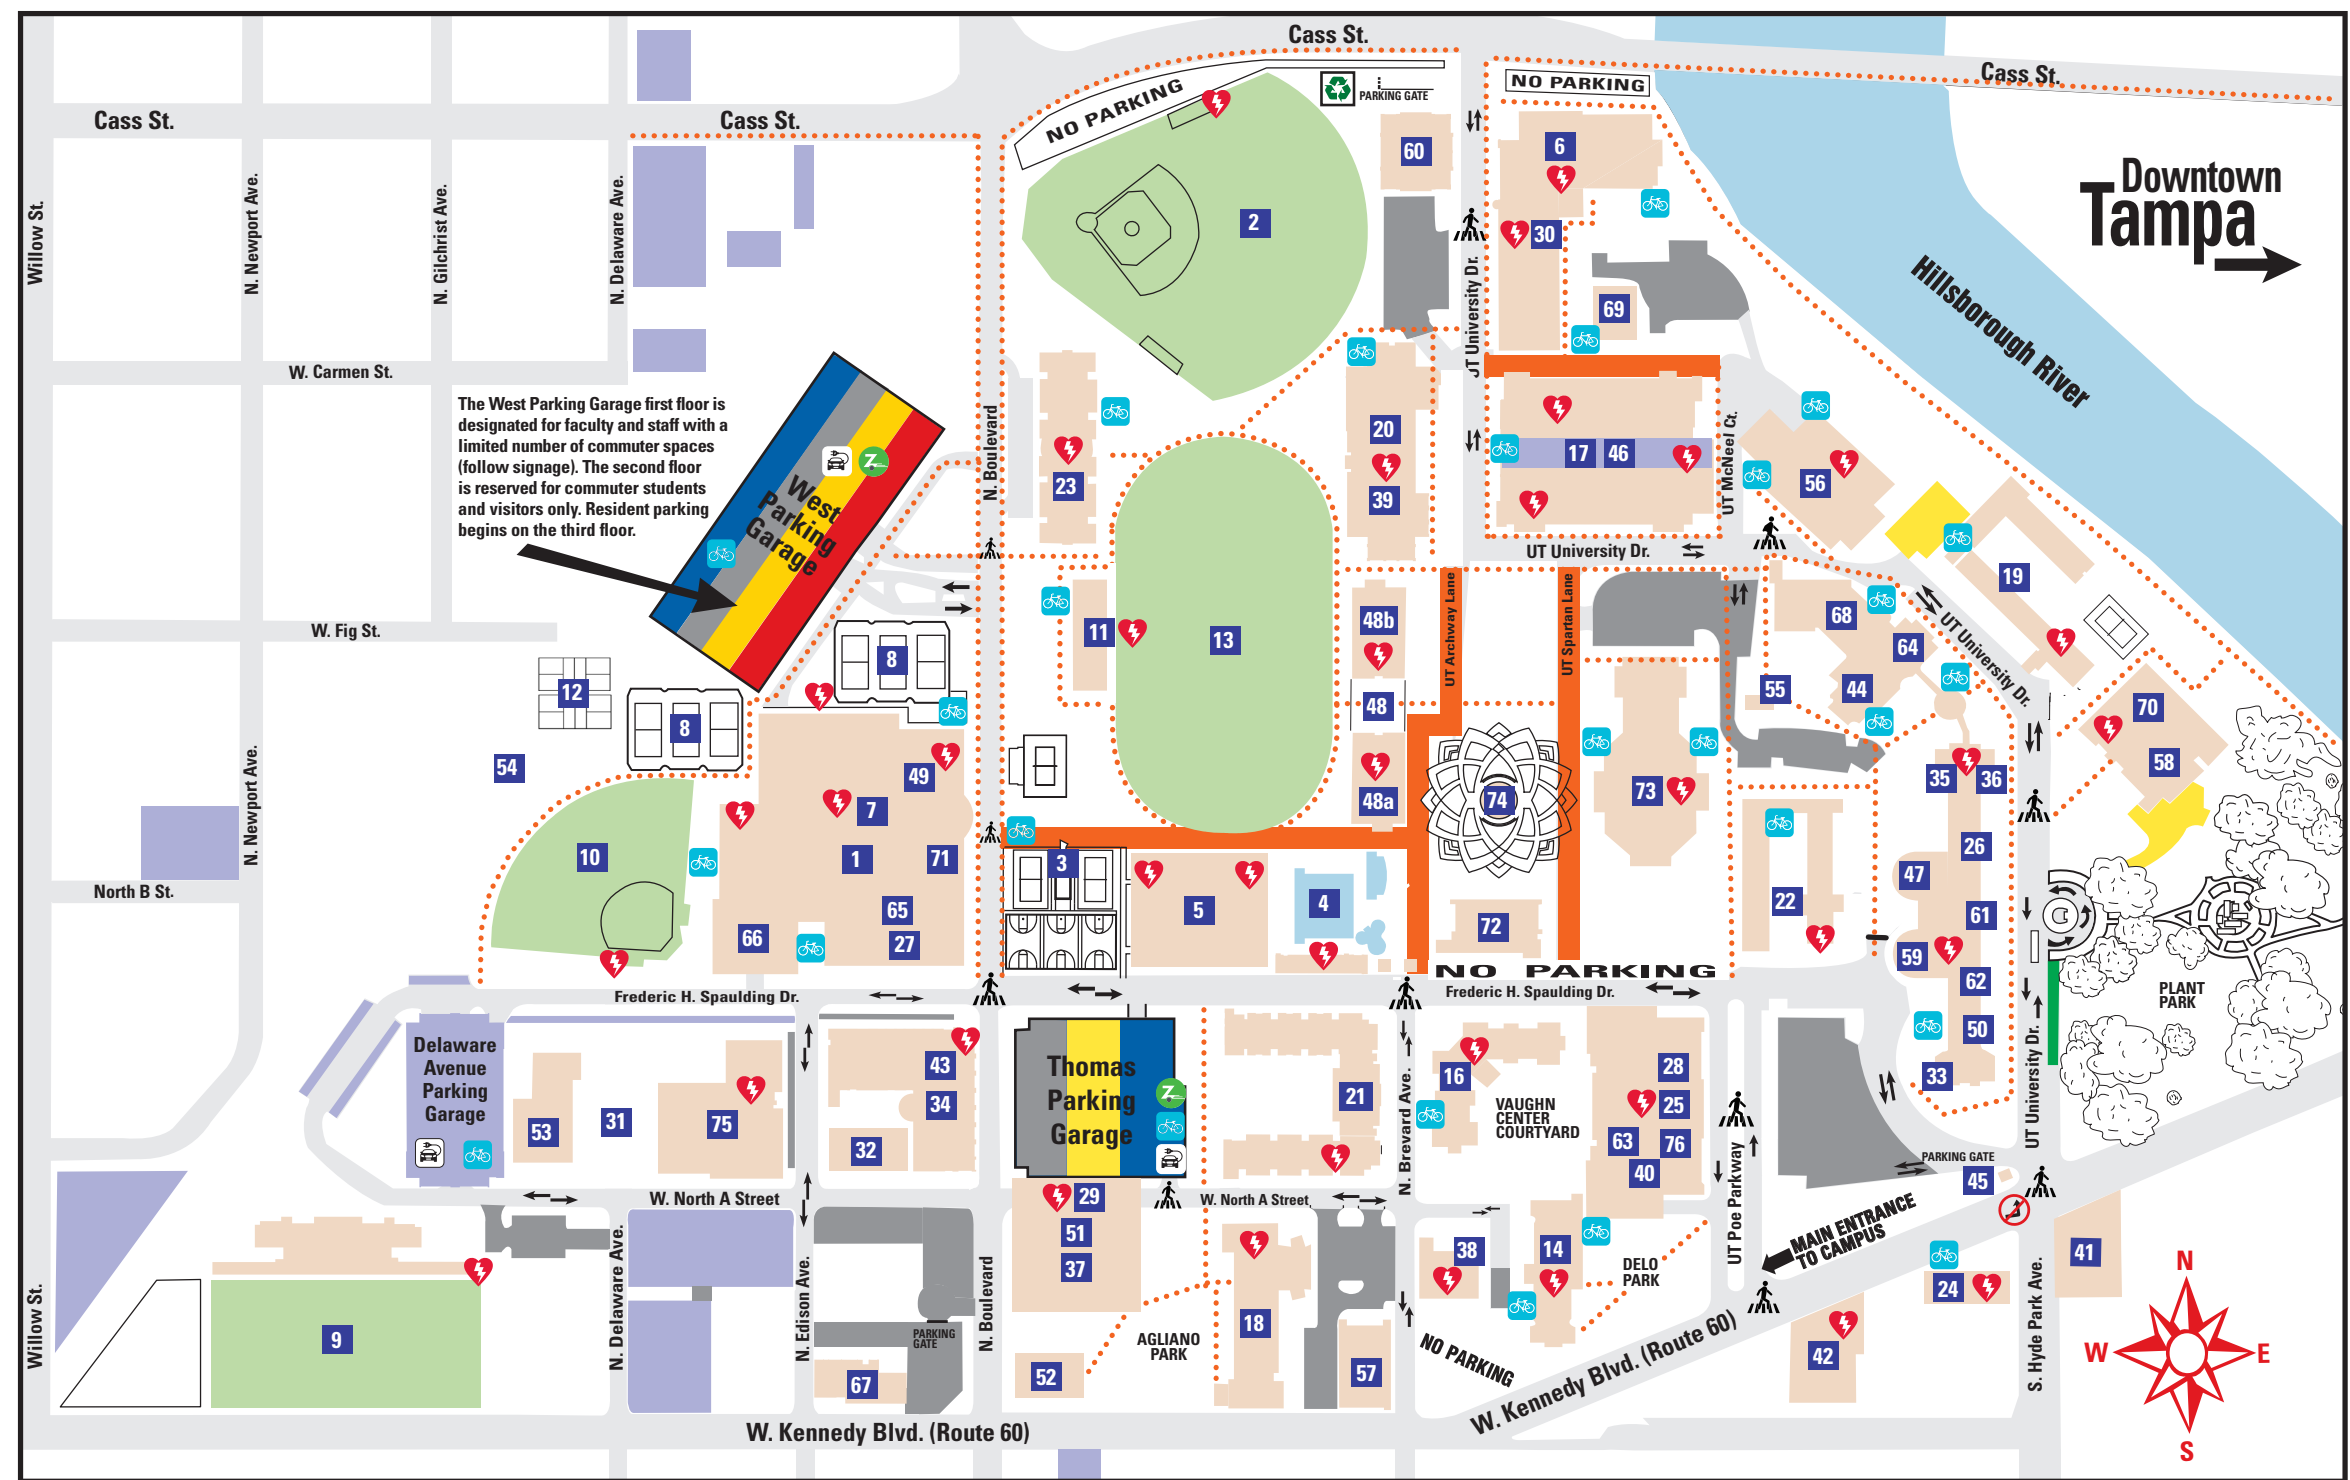 Cass St.
Cass St.
Cass St.
Cass St.
NO PARKING
NO PARKING
PARKING GATE
Downtown
Tampa
Hillsborough River
Willow St.
N. Newport Ave.
N. Gilchrist Ave.
N. Delaware Ave.
UT University Dr.
W. Carmen St.
The West Parking Garage first floor is
designated for faculty and staff with a
limited number of commuter spaces
(follow signage). The second floor
is reserved for commuter students
and visitors only. Resident parking
begins on the third floor.
West
Parking
Garage
Z
N. Boulevard
UT McNeel Ct.
UT University Dr.
UT University Dr.
UT Archway Lane
UT Spartan Lane
W. Fig St.
N. Newport Ave.
North B St.
60
6
2
30
69
20
39
23
17
46
56
19
11
13
48b
48
48a
68
64
55
44
70
58
8
8
12
54
49
7
1
71
10
65
66
27
3
5
4
74
72
73
35
36
26
47
22
61
59
62
50
33
PLANT
PARK
NO PARKING
Frederic H. Spaulding Dr.
Frederic H. Spaulding Dr.
Delaware
Avenue
Parking
Garage
53
31
75
43
34
32
Thomas
Parking
Garage
Z
21
N. Brevard Ave.
16
VAUGHN
CENTER
COURTYARD
28
25
63
76
40
UT Poe Parkway
UT University Dr.
PARKING GATE
45
MAIN ENTRANCE
TO CAMPUS
W. North A Street
W. North A Street
29
51
37
38
14
DELO
PARK
24
41
42
Willow St.
9
N. Delaware Ave.
N. Edison Ave.
N. Boulevard
PARKING
GATE
67
52
AGLIANO
PARK
18
57
NO PARKING
W. Kennedy Blvd. (Route 60)
W. Kennedy Blvd. (Route 60)
S. Hyde Park Ave.
N
W
E
S